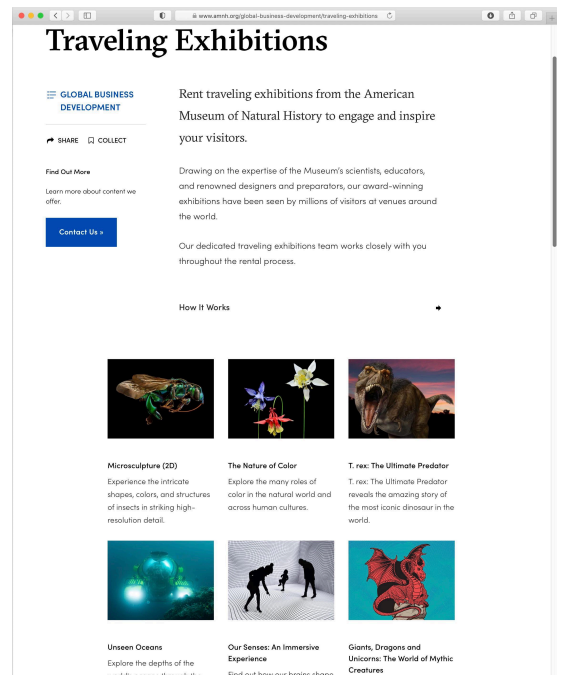 www.amnh.org/global-business-development/traveling-exhibitions
Traveling Exhibitions
GLOBAL BUSINESS
DEVELOPMENT
SHARE COLLECT
Find Out More
Learn more about content we
offer.
Contact Us »
Rent traveling exhibitions from the American
Museum of Natural History to engage and inspire
your visitors.
Drawing on the expertise of the Museum's scientists, educators,
and renowned designers and preparators, our award-winning
exhibitions have been seen by millions of visitors at venues around
the world.
Our dedicated traveling exhibitions team works closely with you
throughout the rental process.
How It Works
Microsculpture (2D)
Experience the intricate
shapes, colors, and structures
of insects in striking high-
resolution detail.
The Nature of Color
Explore the many roles of
color in the natural world and
across human cultures.
T. rex: The Ultimate Predator
T. rex: The Ultimate Predator
reveals the amazing story of
the most iconic dinosaur in the
world.
Unseen Oceans
Explore the depths of the
Our Senses: An Immersive
Experience
Find out how our brains shape
Giants, Dragons and
Unicorns: The World of Mythic
Creatures